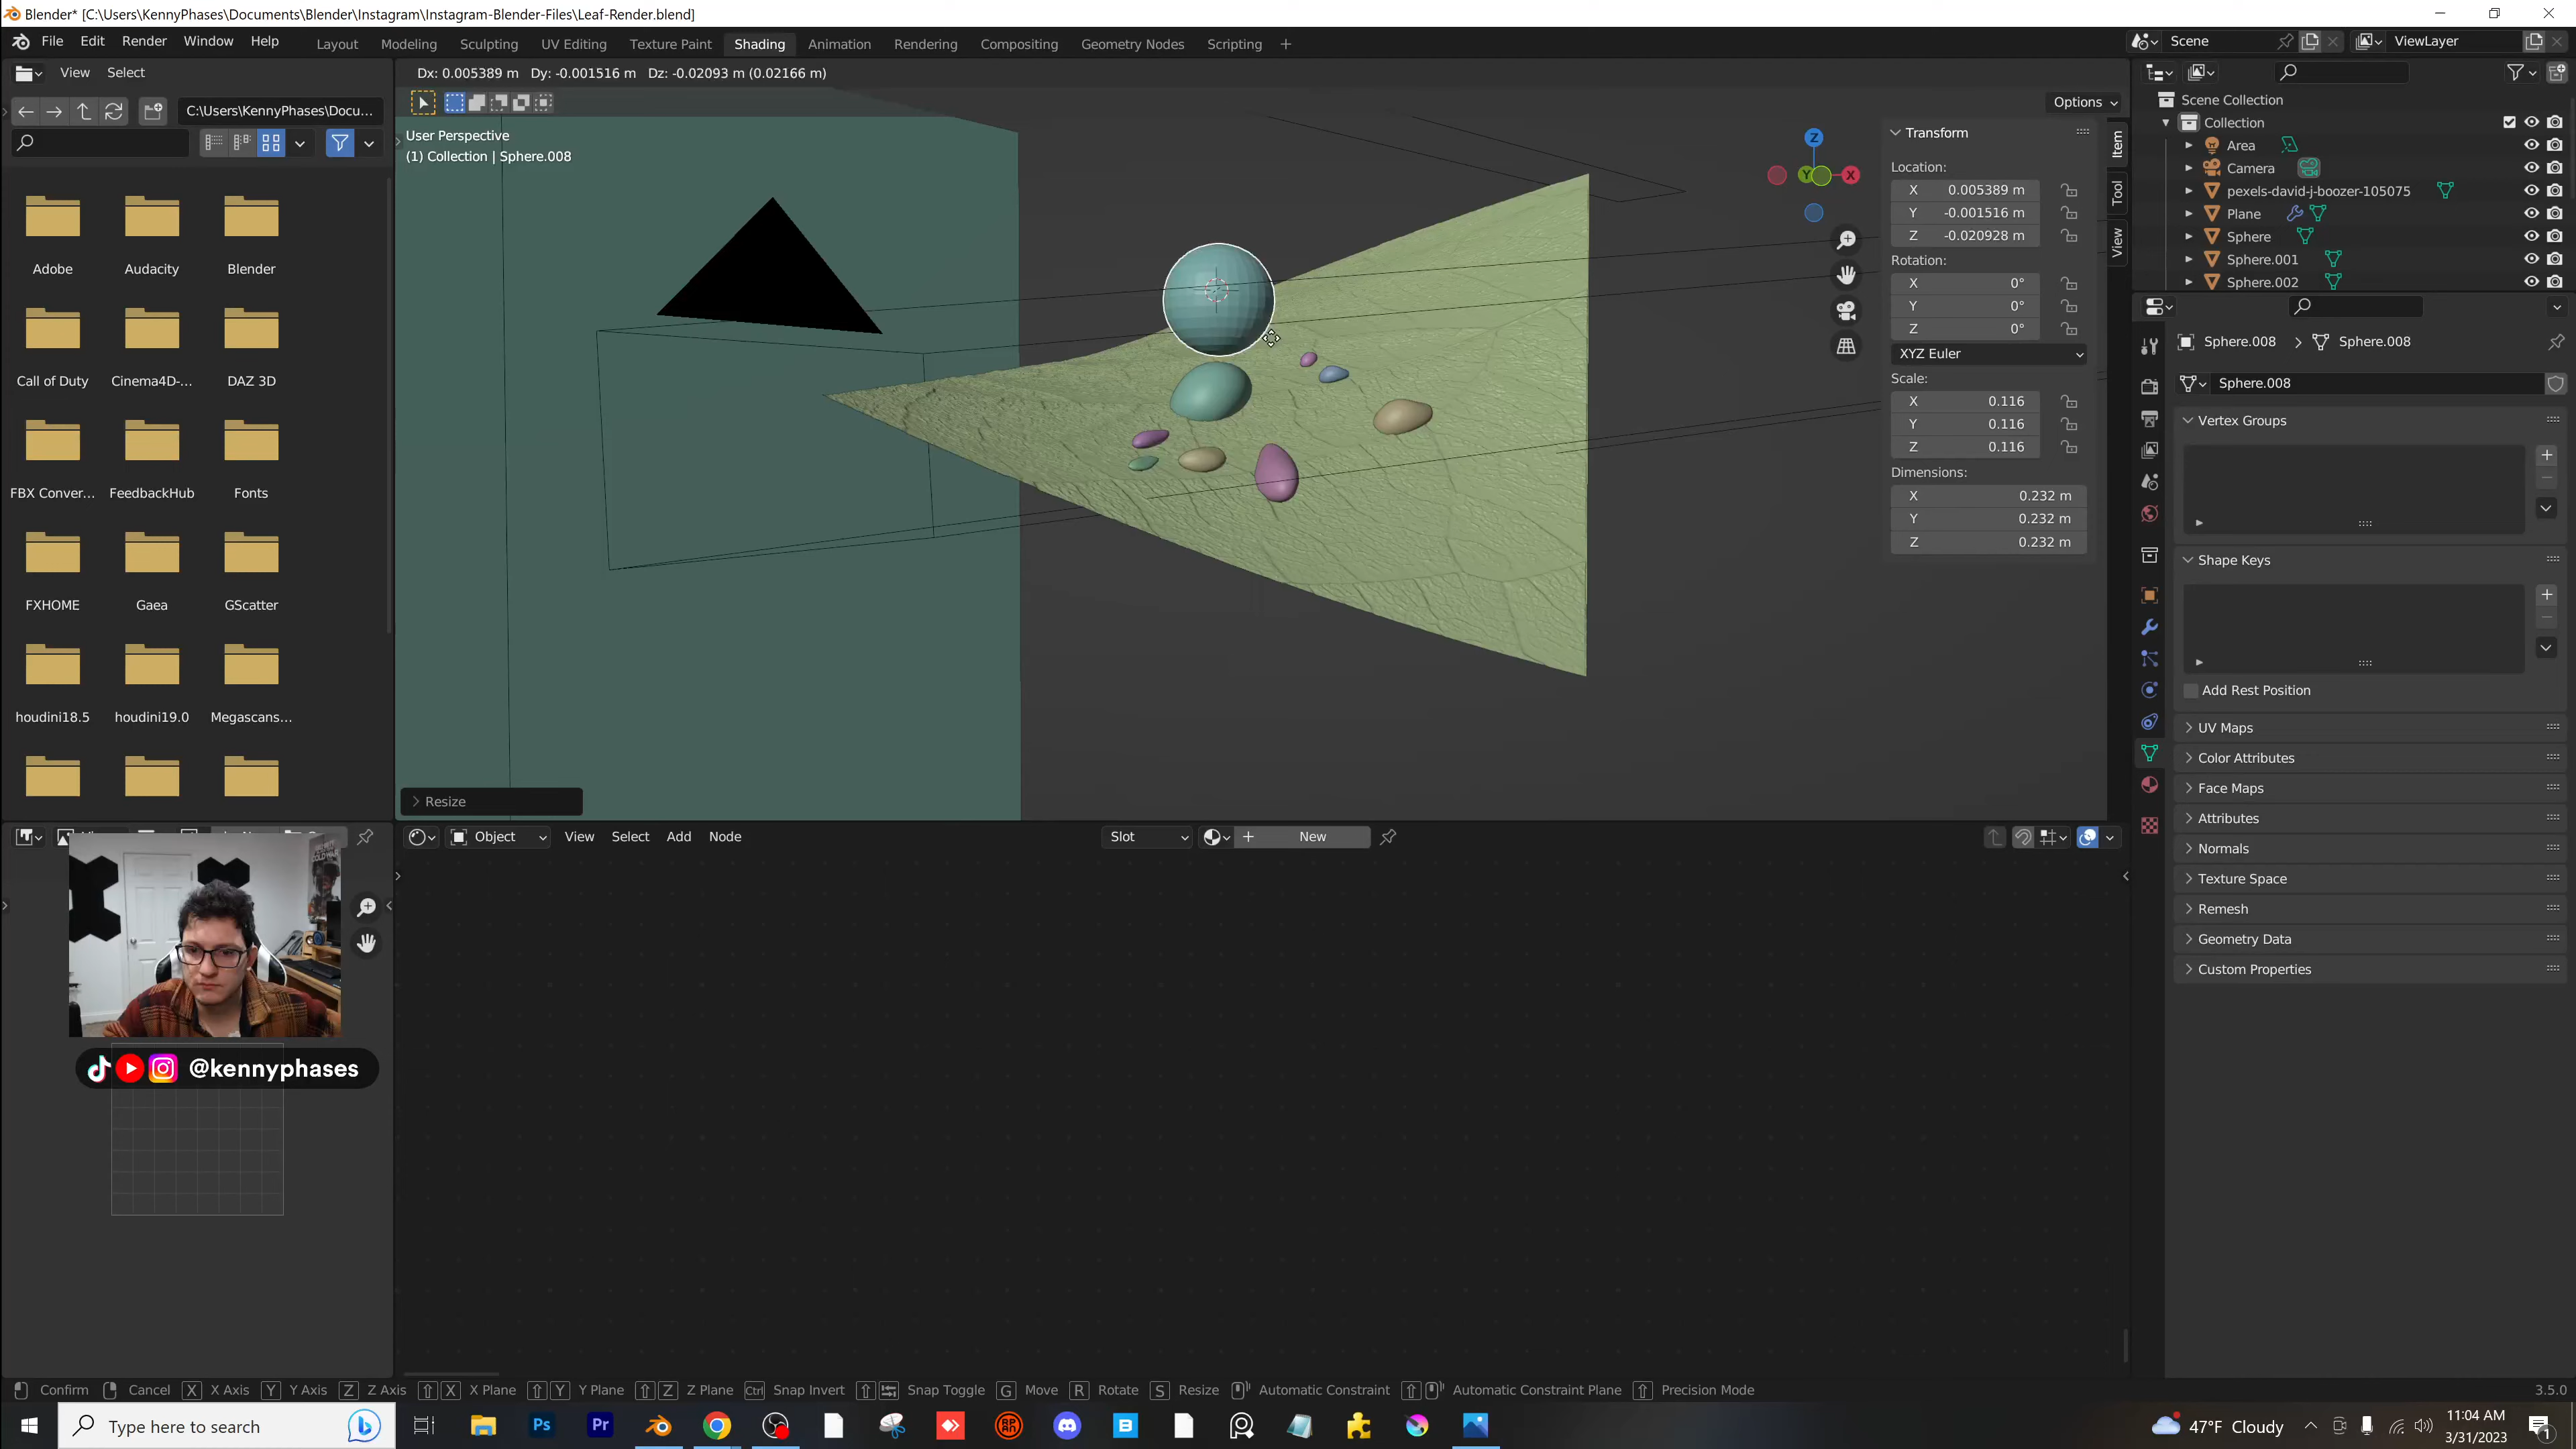 Blender* [C:\Users\KennyPhases\Documents\Blender\Instagram\Instagram-Blender-Files\Leaf-Render.blend]
File Edit Render Window Help Layout Modeling Sculpting UV Editing Texture Paint Shading Animation Rendering Compositing Geometry Nodes Scripting + Scene ViewLayer
View Select
Dx: 0.005389 m Dy: -0.001516 m Dz: -0.02093 m (0.02166 m)
C:\Users\KennyPhases\Docu...
Options
User Perspective
(1) Collection | Sphere.008
Adobe Audacity Blender
Call of Duty Cinema4D-... DAZ 3D
FBX Conver... FeedbackHub Fonts
FXHOME Gaea GScatter
houdini18.5 houdini19.0 Megascans...
Z
Y
X
Transform
Location:
X 0.005389 m
Y -0.001516 m
Z -0.020928 m
Rotation:
X 0°
Y 0°
Z 0°
XYZ Euler
Scale:
X 0.116
Y 0.116
Z 0.116
Dimensions:
X 0.232 m
Y 0.232 m
Z 0.232 m
Item
Tool
View
Scene Collection
Collection
Area
Camera
pexels-david-j-boozer-105075
Plane
Sphere
Sphere.001
Sphere.002
Sphere.008 Sphere.008
Sphere.008
Vertex Groups
Shape Keys
Add Rest Position
UV Maps
Color Attributes
Face Maps
Attributes
Normals
Texture Space
Remesh
Geometry Data
Custom Properties
Resize
Object View Select Add Node Slot New
@kennyphases
Confirm Cancel X X Axis Y Y Axis Z Z Axis X X Plane Y Y Plane Z Z Plane Ctrl Snap Invert Snap Toggle G Move R Rotate S Resize Automatic Constraint Automatic Constraint Plane Precision Mode 3.5.0
Type here to search
Ps Pr B
47°F Cloudy
11:04 AM
3/31/2023
1